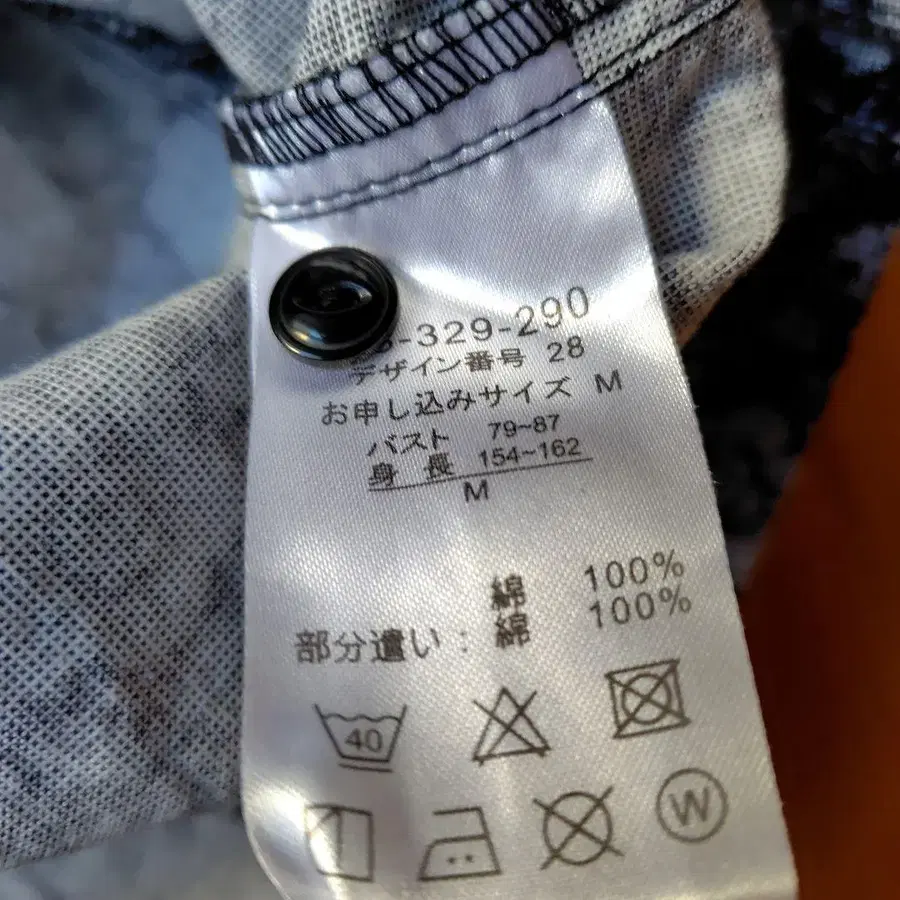 -329-290
デザイン番号 28
お申し込みサイズ M
バスト 79~87
身長 154~162
M
綿 100%
部分遣い:綿 100%
40
W